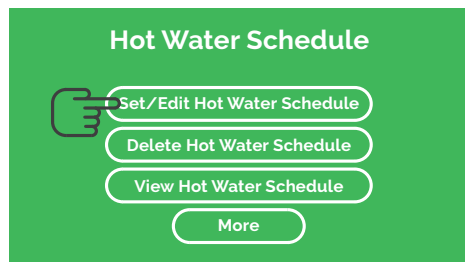 Hot Water Schedule
Set/Edit Hot Water Schedule
Delete Hot Water Schedule
View Hot Water Schedule
More